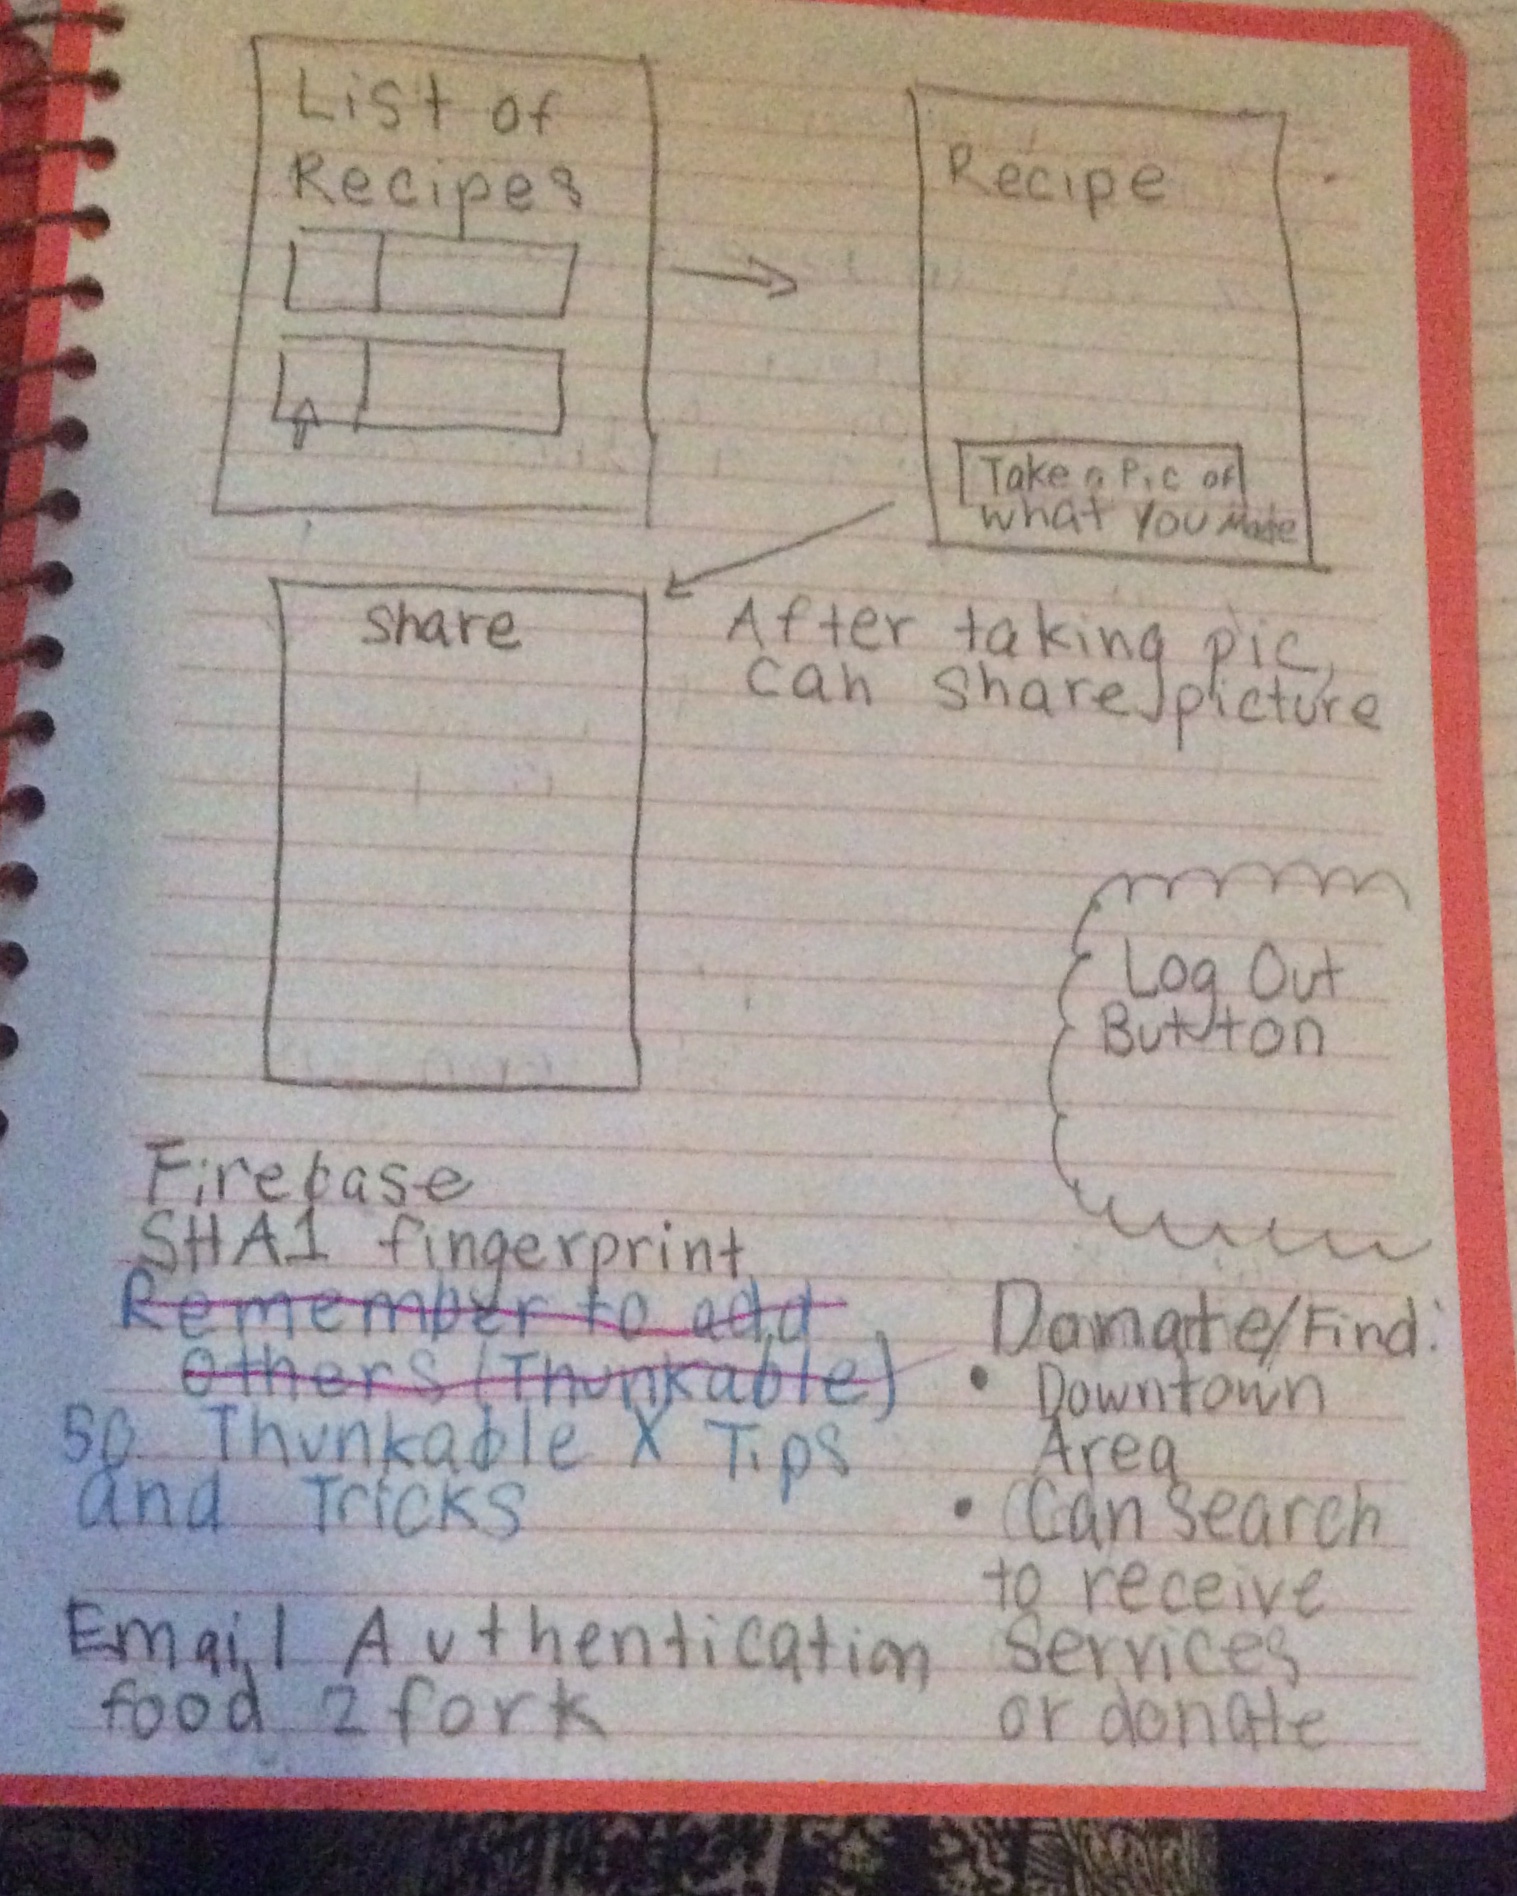 List of
Recipes
Recipe
Take a Pic of
what you Made
Share
After taking pic,
can share picture
Log Out
Button
Firebase
SHA1 fingerprint
Remember to add
others (Thunkable)
50 Thunkable X Tips
and Tricks
Email Authentication
food 2 fork
Donate/Find:
• Downtown
Area
• Can search
to receive
services
or donate